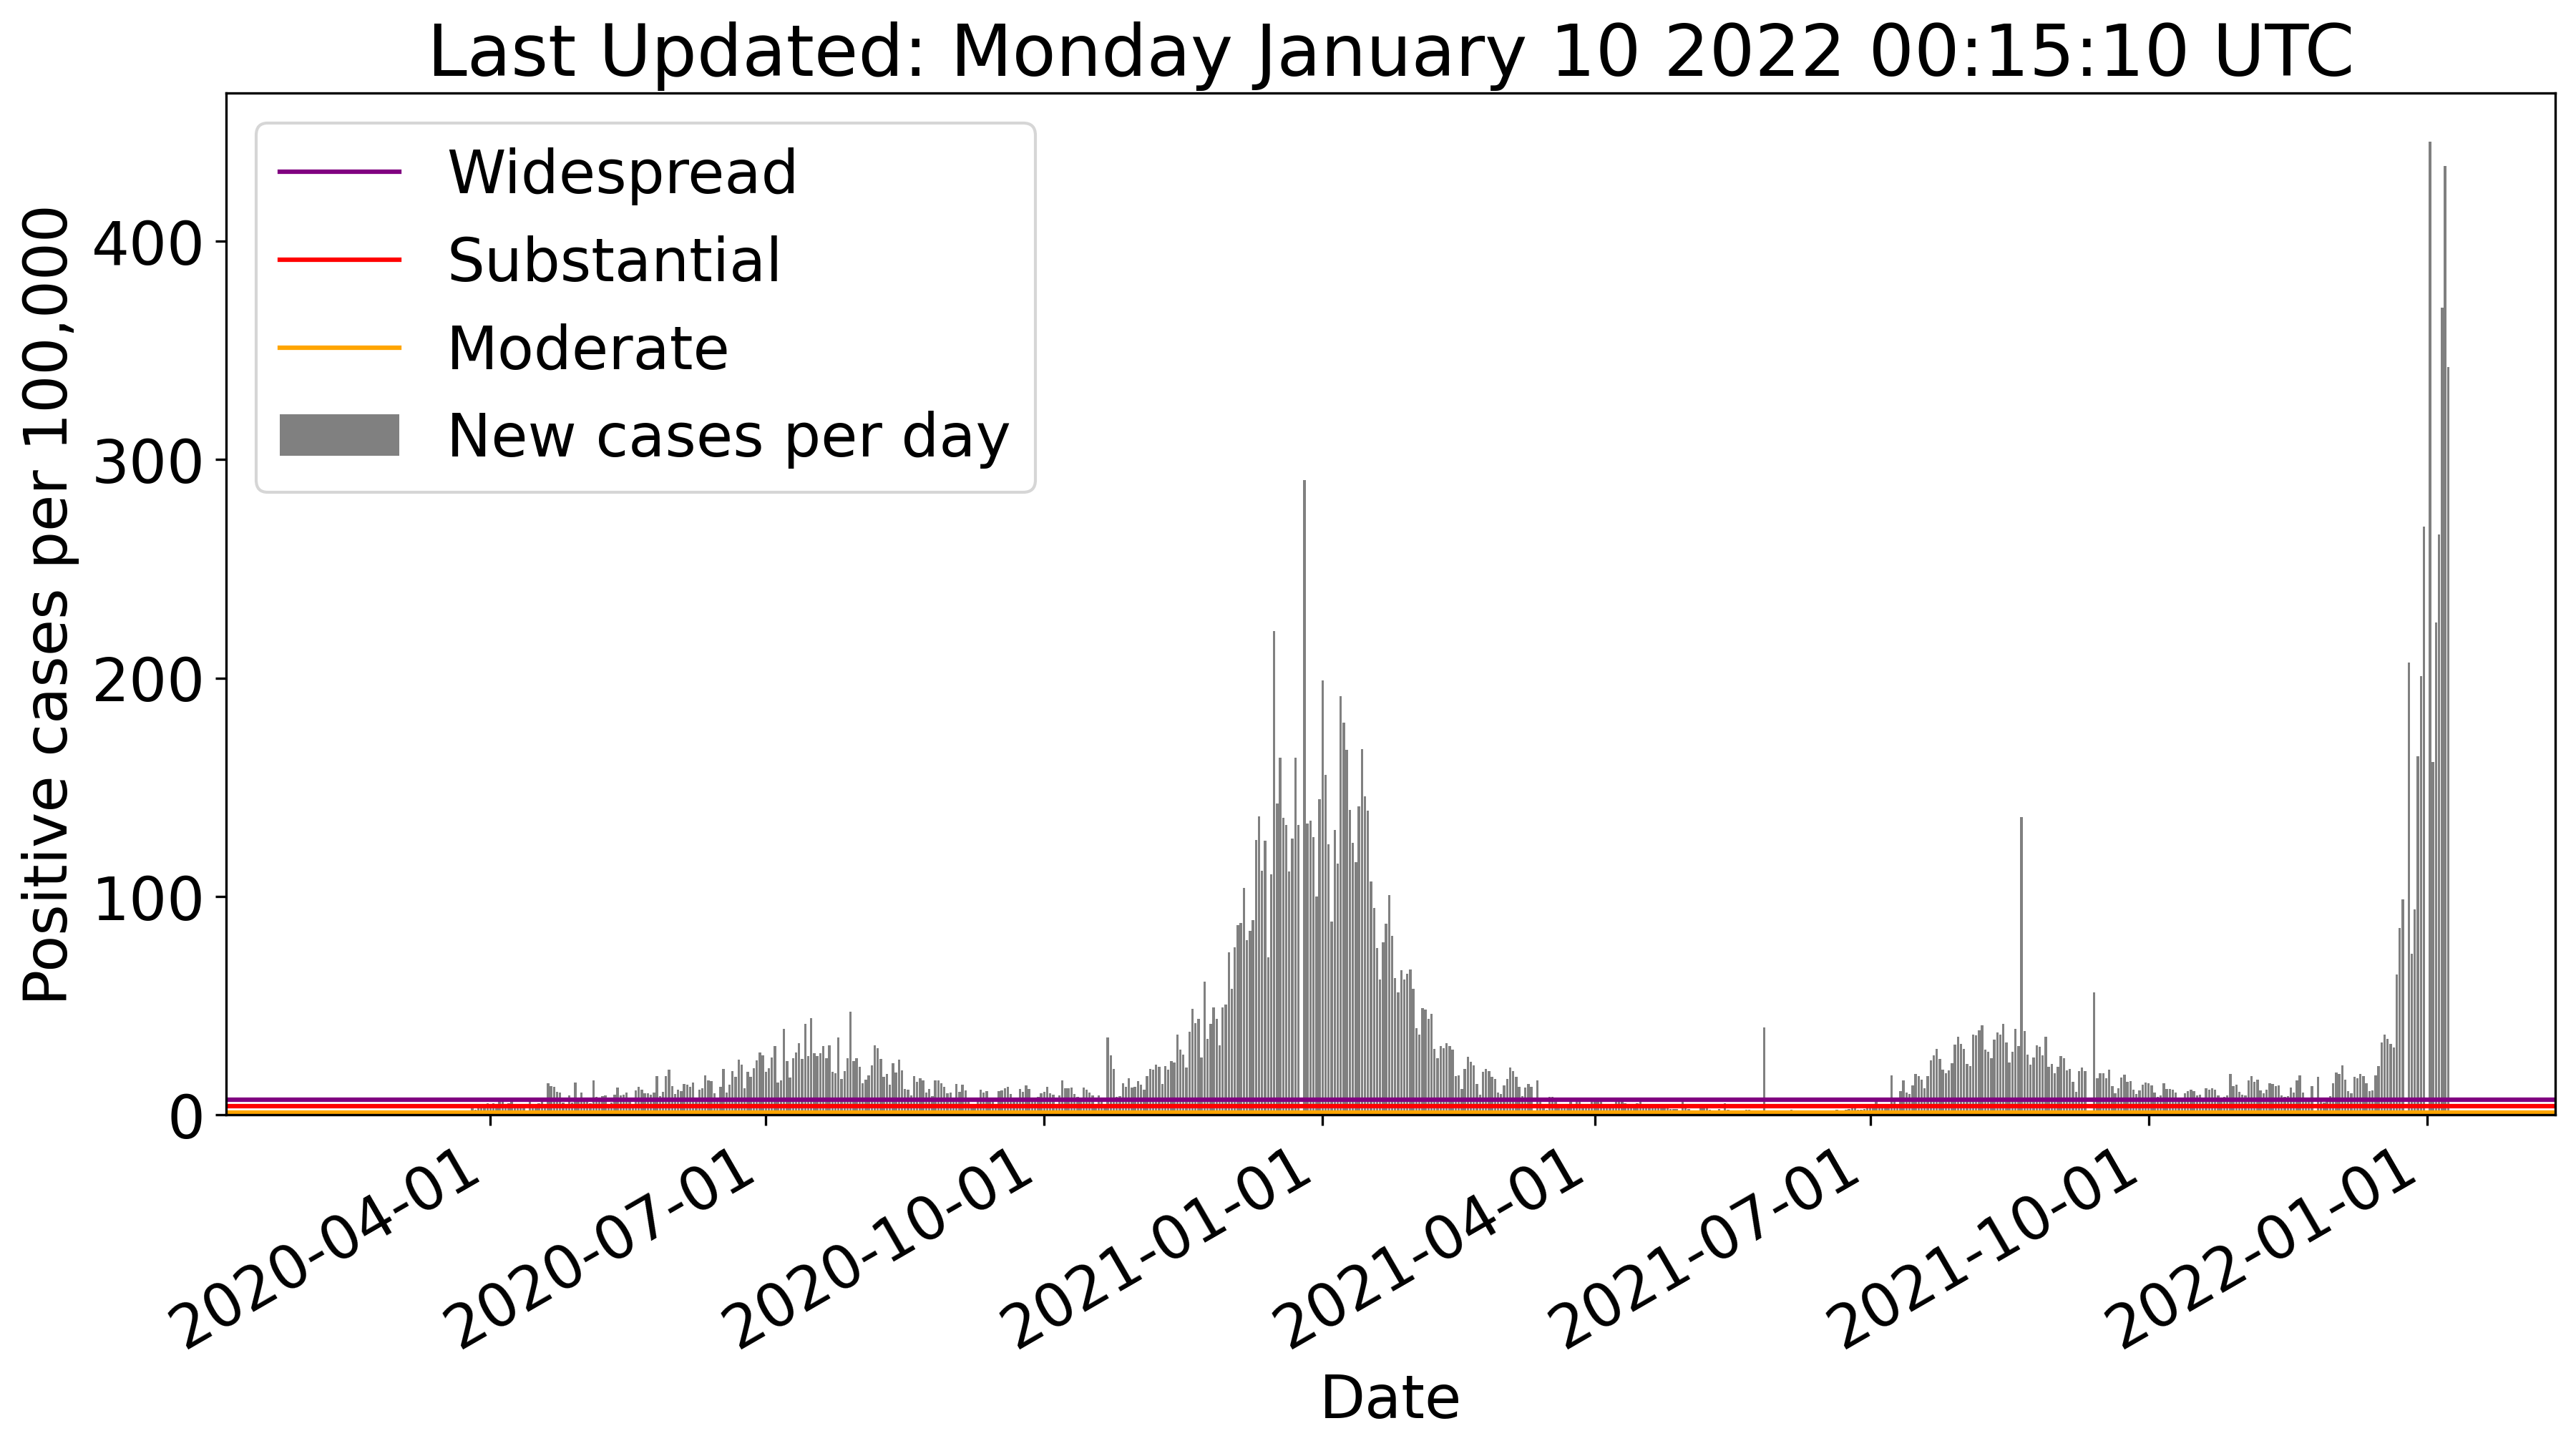 Last Updated: Monday January 10 2022 00:15:10 UTC
Widespread
Substantial
Moderate
New cases per day
Positive cases per 100,000
400
300
200
100
0
2020-04-01
2020-07-01
2020-10-01
2021-01-01
2021-04-01
2021-07-01
2021-10-01
2022-01-01
Date